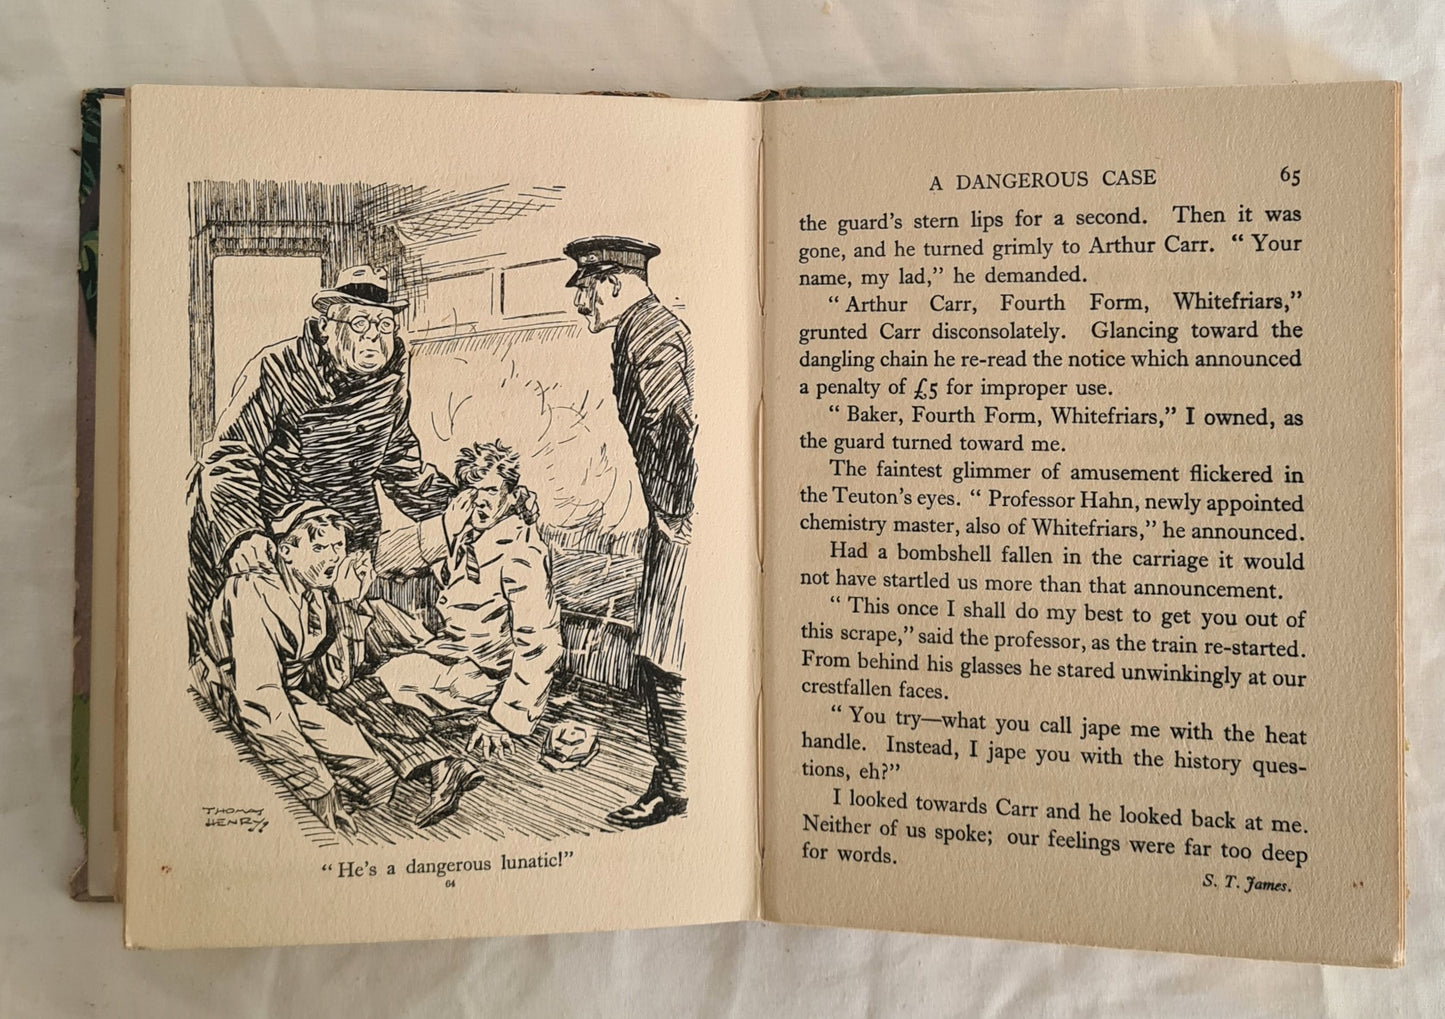 THOMAS
HENRY
“ He’s a dangerous lunatic!”
64
A DANGEROUS CASE 65
the guard’s stern lips for a second. Then it was
gone, and he turned grimly to Arthur Carr. “ Your
name, my lad,” he demanded.
“ Arthur Carr, Fourth Form, Whitefriars,”
grunted Carr disconsolately. Glancing toward the
dangling chain he re-read the notice which announced
a penalty of £5 for improper use.
“ Baker, Fourth Form, Whitefriars,” I owned, as
the guard turned toward me.
The faintest glimmer of amusement flickered in
the Teuton’s eyes. “ Professor Hahn, newly appointed
chemistry master, also of Whitefriars,” he announced.
Had a bombshell fallen in the carriage it would
not have startled us more than that announcement.
“ This once I shall do my best to get you out of
this scrape,” said the professor, as the train re-started.
From behind his glasses he stared unwinkingly at our
crestfallen faces.
“ You try—what you call jape me with the heat
handle. Instead, I jape you with the history ques-
tions, eh?”
I looked towards Carr and he looked back at me.
Neither of us spoke; our feelings were far too deep
for words.
S. T. James.